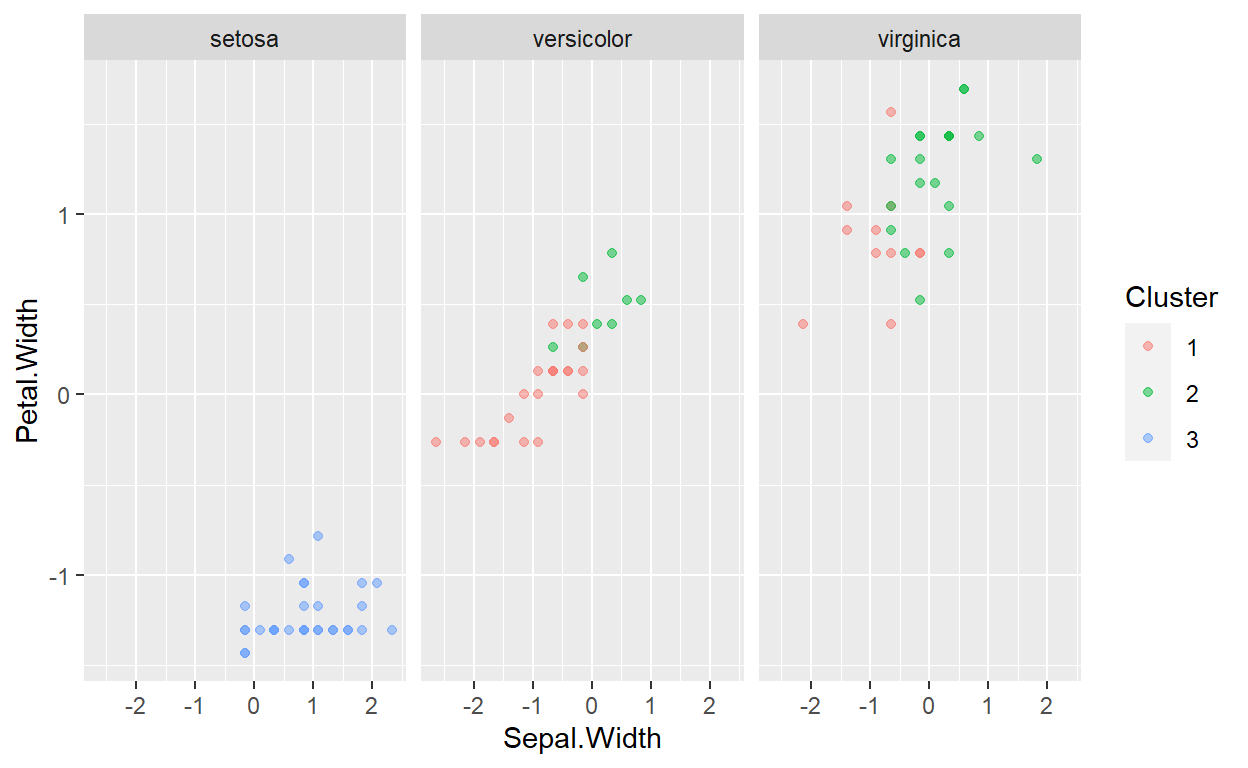 setosa
versicolor
virginica
Petal.Width
1
0
-1
-2 -1 0 1 2
-2 -1 0 1 2
-2 -1 0 1 2
Sepal.Width
Cluster
1
2
3